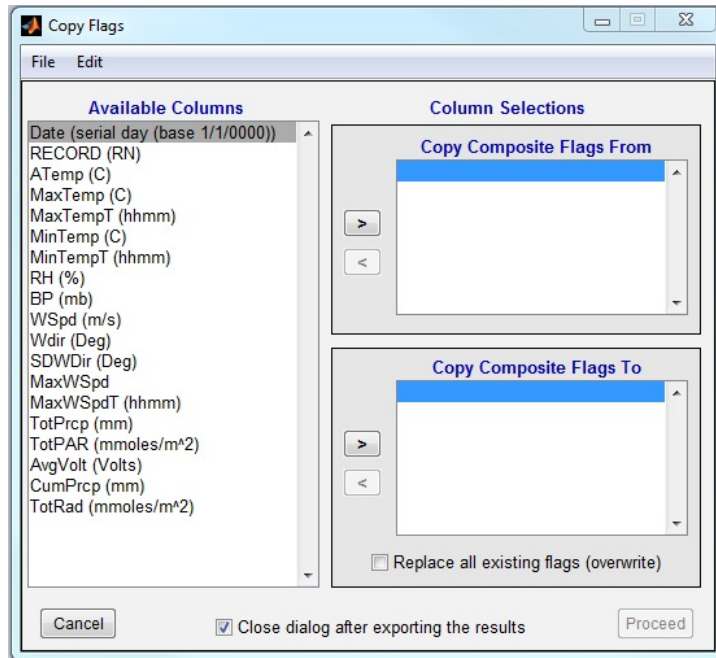 Copy Flags
File Edit
Available Columns
Date (serial day (base 1/1/0000))
RECORD (RN)
ATemp (C)
MaxTemp (C)
MaxTempT (hhmm)
MinTemp (C)
MinTempT (hhmm)
RH (%)
BP (mb)
WSpd (m/s)
Wdir (Deg)
SDWDir (Deg)
MaxWSpd
MaxWSpdT (hhmm)
TotPrcp (mm)
TotPAR (mmoles/m^2)
AvgVolt (Volts)
CumPrcp (mm)
TotRad (mmoles/m^2)
Column Selections
Copy Composite Flags From
>
<
Copy Composite Flags To
>
<
Replace all existing flags (overwrite)
Cancel
Close dialog after exporting the results
Proceed